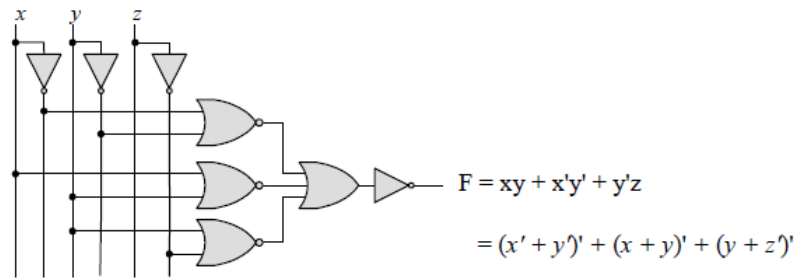 x y z
F = xy + x'y' + y'z
= (x' + y')' + (x + y)' + (y + z')'